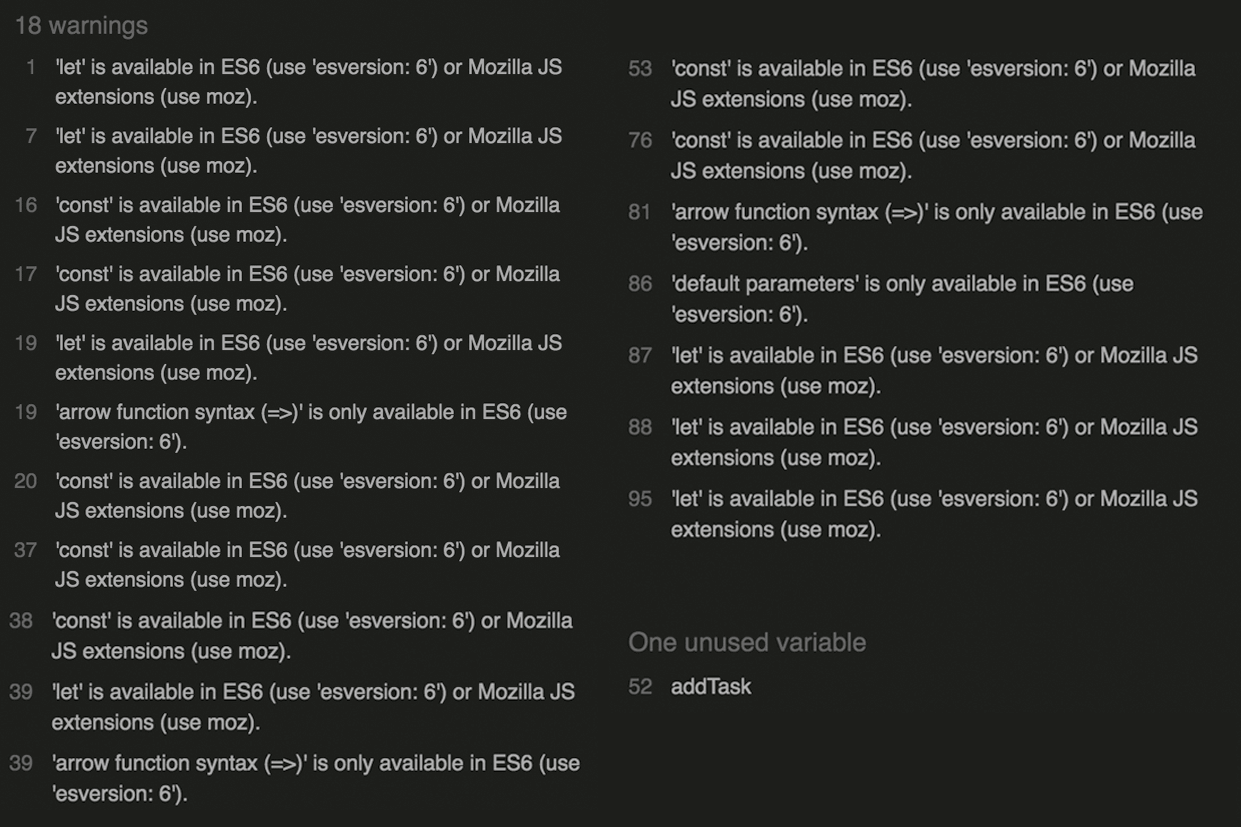 18 warnings
1 'let' is available in ES6 (use 'esversion: 6') or Mozilla JS
extensions (use moz).
7 'let' is available in ES6 (use 'esversion: 6') or Mozilla JS
extensions (use moz).
16 'const' is available in ES6 (use 'esversion: 6') or Mozilla
JS extensions (use moz).
17 'const' is available in ES6 (use 'esversion: 6') or Mozilla
JS extensions (use moz).
19 'let' is available in ES6 (use 'esversion: 6') or Mozilla JS
extensions (use moz).
19 'arrow function syntax (=>)' is only available in ES6 (use
'esversion: 6').
20 'const' is available in ES6 (use 'esversion: 6') or Mozilla
JS extensions (use moz).
37 'const' is available in ES6 (use 'esversion: 6') or Mozilla
JS extensions (use moz).
38 'const' is available in ES6 (use 'esversion: 6') or Mozilla
JS extensions (use moz).
39 'let' is available in ES6 (use 'esversion: 6') or Mozilla JS
extensions (use moz).
39 'arrow function syntax (=>)' is only available in ES6 (use
'esversion: 6').
53 'const' is available in ES6 (use 'esversion: 6') or Mozilla
JS extensions (use moz).
76 'const' is available in ES6 (use 'esversion: 6') or Mozilla
JS extensions (use moz).
81 'arrow function syntax (=>)' is only available in ES6 (use
'esversion: 6').
86 'default parameters' is only available in ES6 (use
'esversion: 6').
87 'let' is available in ES6 (use 'esversion: 6') or Mozilla JS
extensions (use moz).
88 'let' is available in ES6 (use 'esversion: 6') or Mozilla JS
extensions (use moz).
95 'let' is available in ES6 (use 'esversion: 6') or Mozilla JS
extensions (use moz).
One unused variable
52 addTask